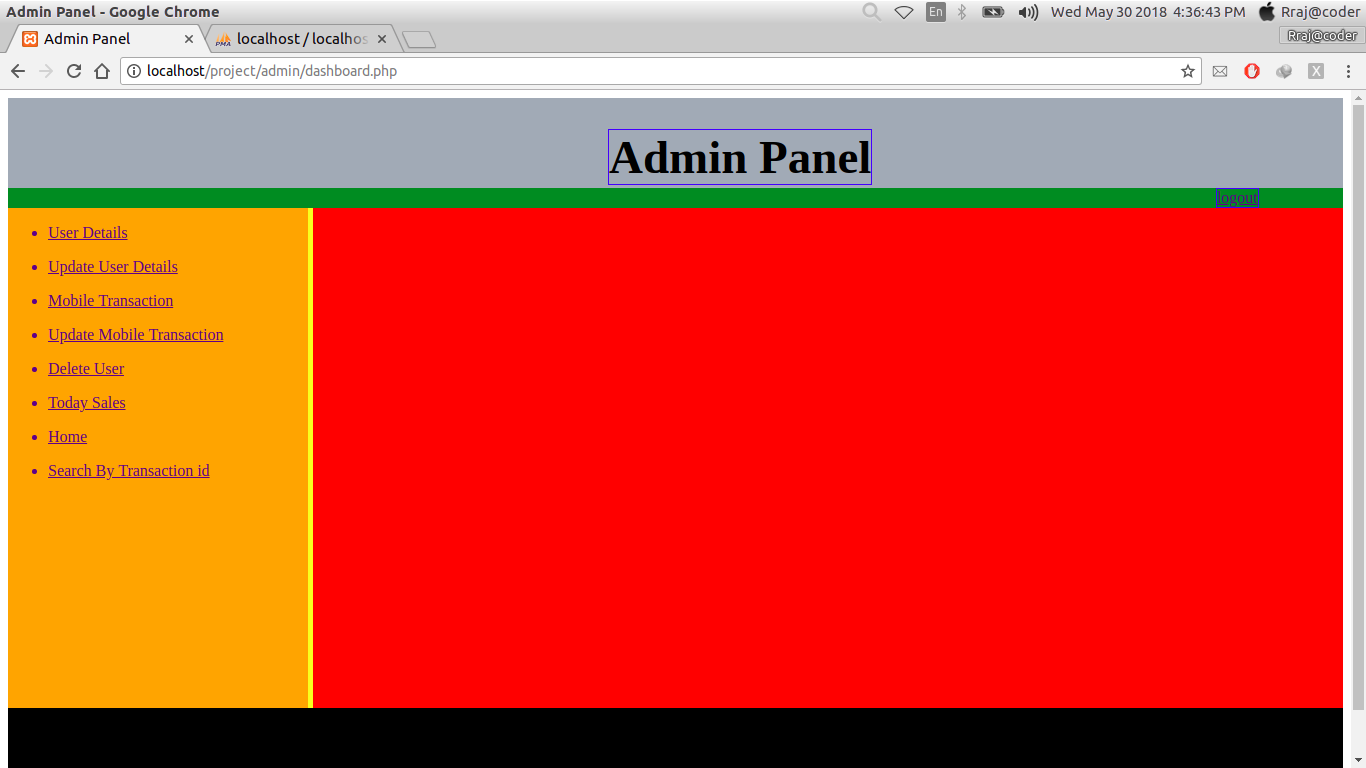 Admin Panel - Google Chrome
En
Wed May 30 2018 4:36:43 PM
Rraj@coder
Admin Panel
PMA
localhost / localhos
Rraj@coder
localhost/project/admin/dashboard.php
X
Admin Panel
logout
User Details
Update User Details
Mobile Transaction
Update Mobile Transaction
Delete User
Today Sales
Home
Search By Transaction id